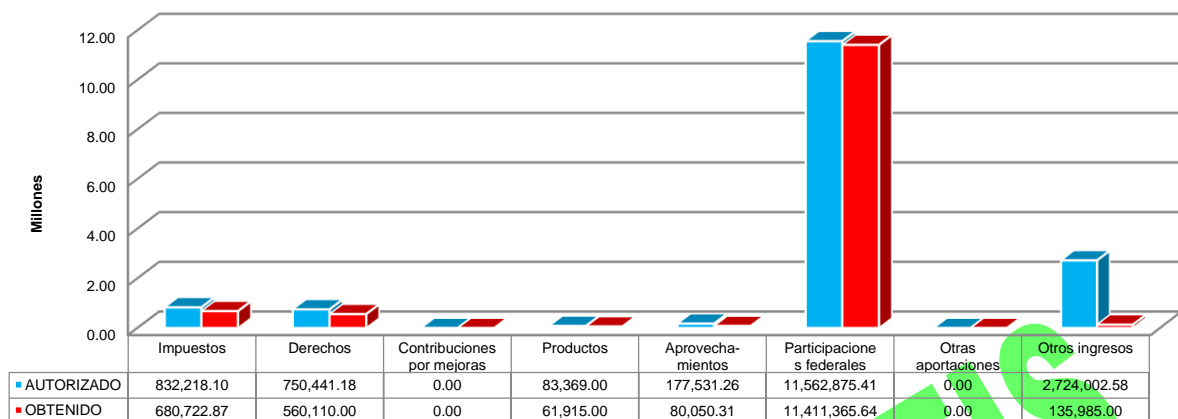 12.00
10.00
8.00
6.00
4.00
2.00
0.00
Millones
Impuestos Derechos Contribuciones por mejoras Productos Aprovecha-mientos Participaciones federales Otras aportaciones Otros ingresos
AUTORIZADO 832,218.10 750,441.18 0.00 83,369.00 177,531.26 11,562,875.41 0.00 2,724,002.58
OBTENIDO 680,722.87 560,110.00 0.00 61,915.00 80,050.31 11,411,365.64 0.00 135,985.00